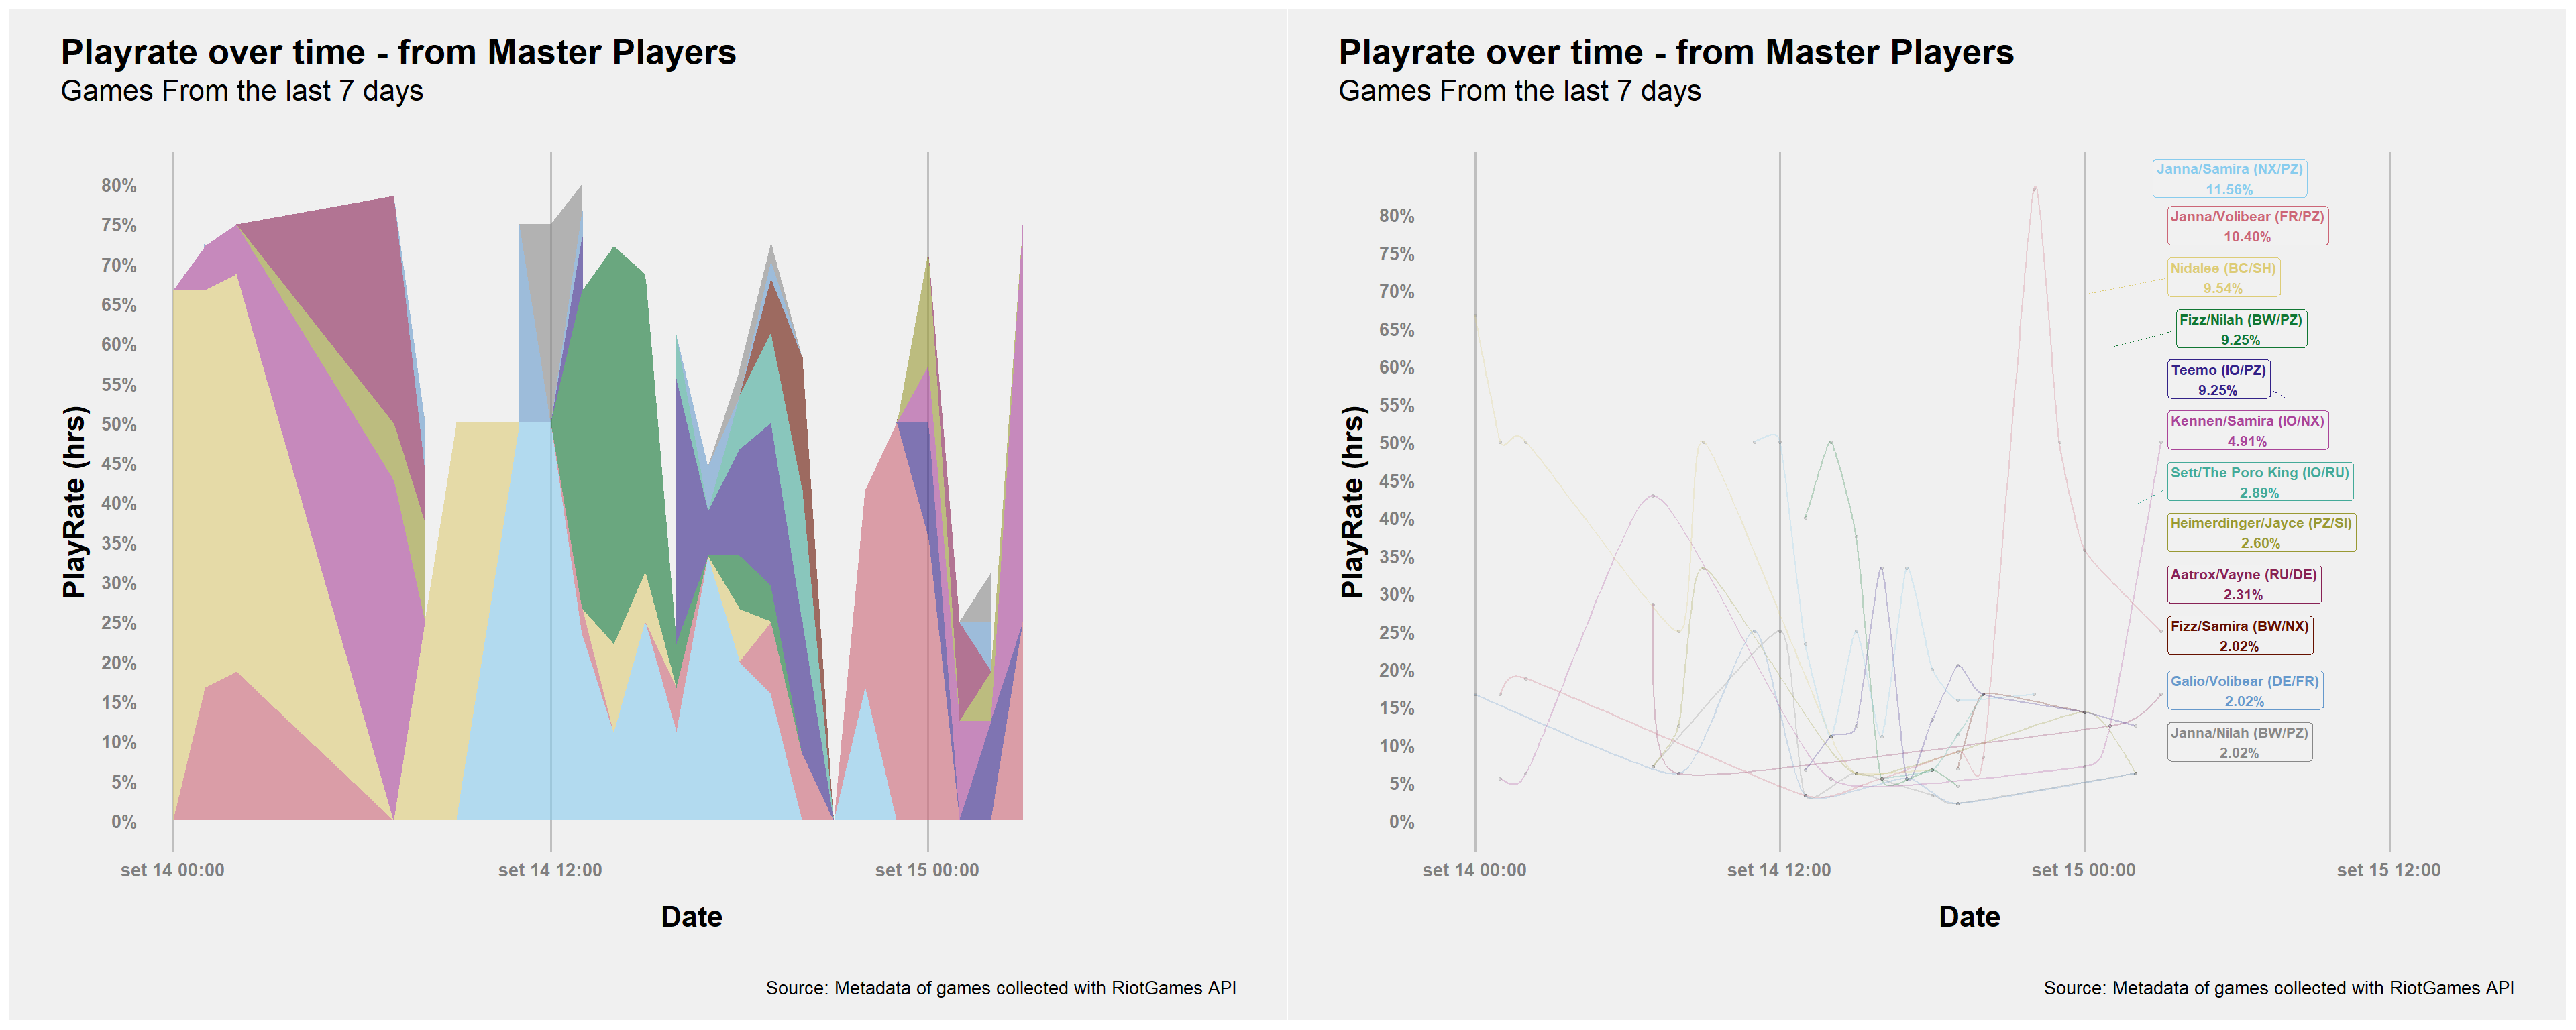 Playrate over time - from Master Players
Games From the last 7 days
PlayRate (hrs)
80%
75%
70%
65%
60%
55%
50%
45%
40%
35%
30%
25%
20%
15%
10%
5%
0%
set 14 00:00
set 14 12:00
set 15 00:00
Date
Source: Metadata of games collected with RiotGames API
Playrate over time - from Master Players
Games From the last 7 days
PlayRate (hrs)
80%
75%
70%
65%
60%
55%
50%
45%
40%
35%
30%
25%
20%
15%
10%
5%
0%
Janna/Samira (NX/PZ)
11.56%
Janna/Volibear (FR/PZ)
10.40%
Nidalee (BC/SH)
9.54%
Fizz/Nilah (BW/PZ)
9.25%
Teemo (IO/PZ)
9.25%
Kennen/Samira (IO/NX)
4.91%
Sett/The Poro King (IO/RU)
2.89%
Heimerdinger/Jayce (PZ/SI)
2.60%
Aatrox/Vayne (RU/DE)
2.31%
Fizz/Samira (BW/NX)
2.02%
Galio/Volibear (DE/FR)
2.02%
Janna/Nilah (BW/PZ)
2.02%
set 14 00:00
set 14 12:00
set 15 00:00
set 15 12:00
Date
Source: Metadata of games collected with RiotGames API